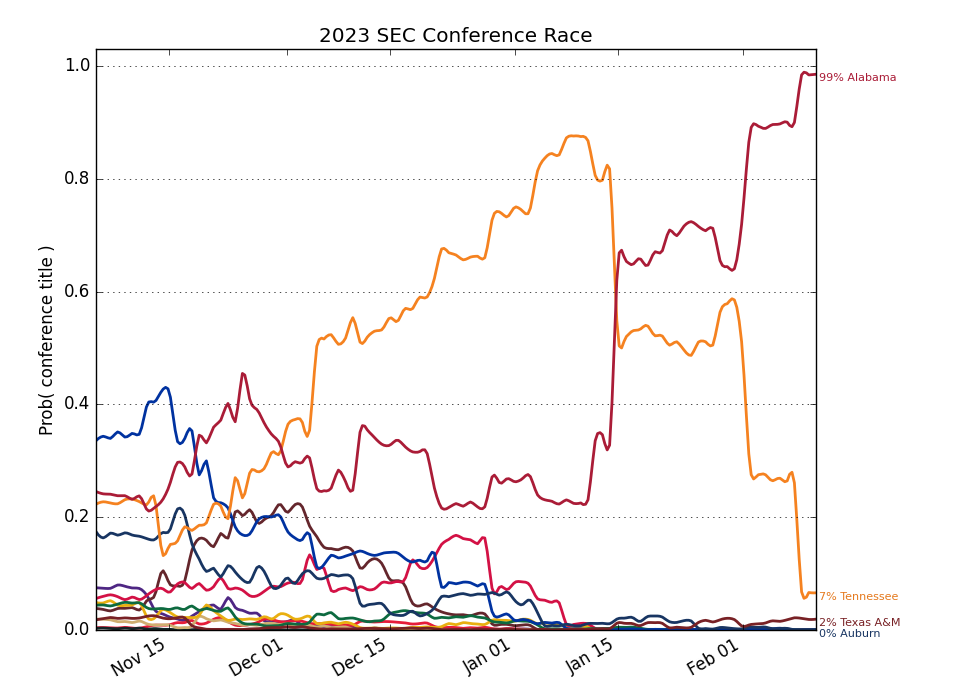 2023 SEC Conference Race
Prob( conference title )
1.0
0.8
0.6
0.4
0.2
0.0
99% Alabama
7% Tennessee
2% Texas A&M
0% Auburn
Nov 15
Dec 01
Dec 15
Jan 01
Jan 15
Feb 01